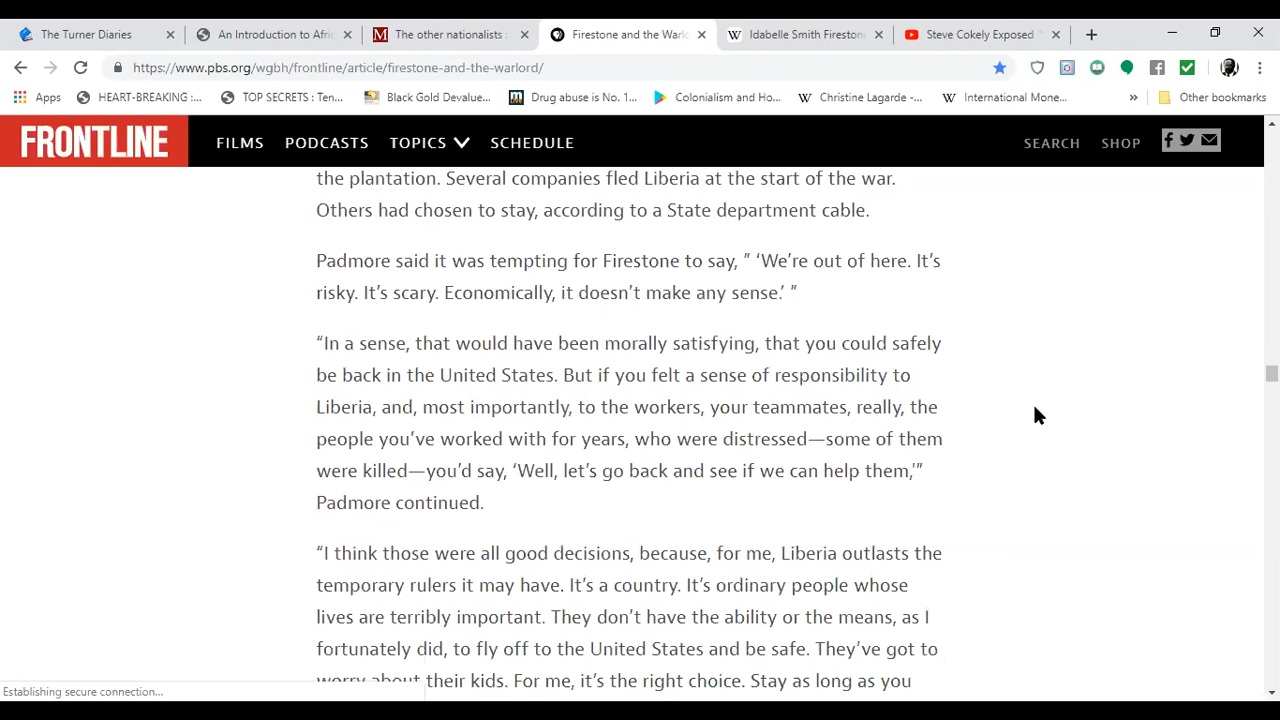 The Turner Diaries
An Introduction to Afri
The other nationalists :
Firestone and the Warlo
Idabelle Smith Firestone
Steve Cokely Exposed "
https://www.pbs.org/wgbh/frontline/article/firestone-and-the-warlord/
Apps
HEART-BREAKING :...
TOP SECRETS : Ten...
Black Gold Devalue...
Drug abuse is No. 1...
Colonialism and Ho...
Christine Lagarde -...
International Mone...
Other bookmarks
FRONTLINE
FILMS
PODCASTS
TOPICS
SCHEDULE
SEARCH
SHOP
the plantation. Several companies fled Liberia at the start of the war.
Others had chosen to stay, according to a State department cable.
Padmore said it was tempting for Firestone to say, ” ‘We’re out of here. It’s
risky. It’s scary. Economically, it doesn’t make any sense.’ ”
“In a sense, that would have been morally satisfying, that you could safely
be back in the United States. But if you felt a sense of responsibility to
Liberia, and, most importantly, to the workers, your teammates, really, the
people you’ve worked with for years, who were distressed—some of them
were killed—you’d say, ‘Well, let’s go back and see if we can help them,'”
Padmore continued.
“I think those were all good decisions, because, for me, Liberia outlasts the
temporary rulers it may have. It’s a country. It’s ordinary people whose
lives are terribly important. They don’t have the ability or the means, as I
fortunately did, to fly off to the United States and be safe. They’ve got to
worry about their kids. For me, it’s the right choice. Stay as long as you
Establishing secure connection...